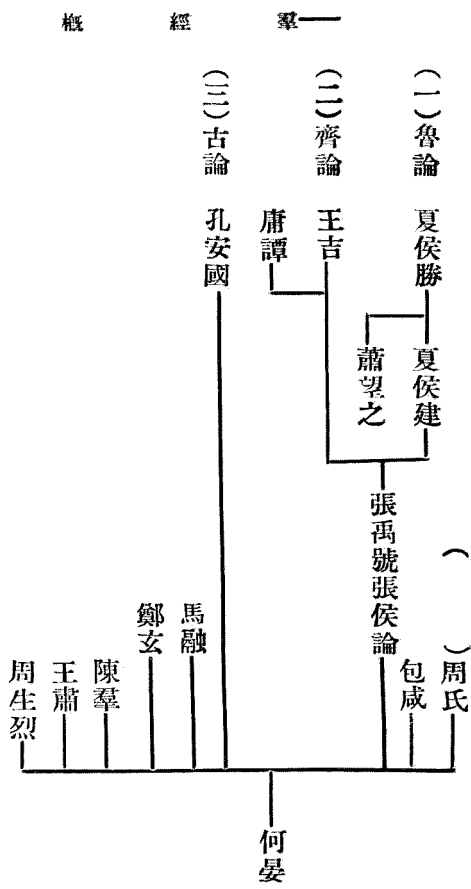 羣經概
（一）魯論　夏侯勝
夏侯建
蕭望之
（二）齊論　王吉
庸譚
（三）古論　孔安國
張禹號張侯論
（　）周氏
包咸
馬融
鄭玄
陳羣
王肅
周生烈
何晏